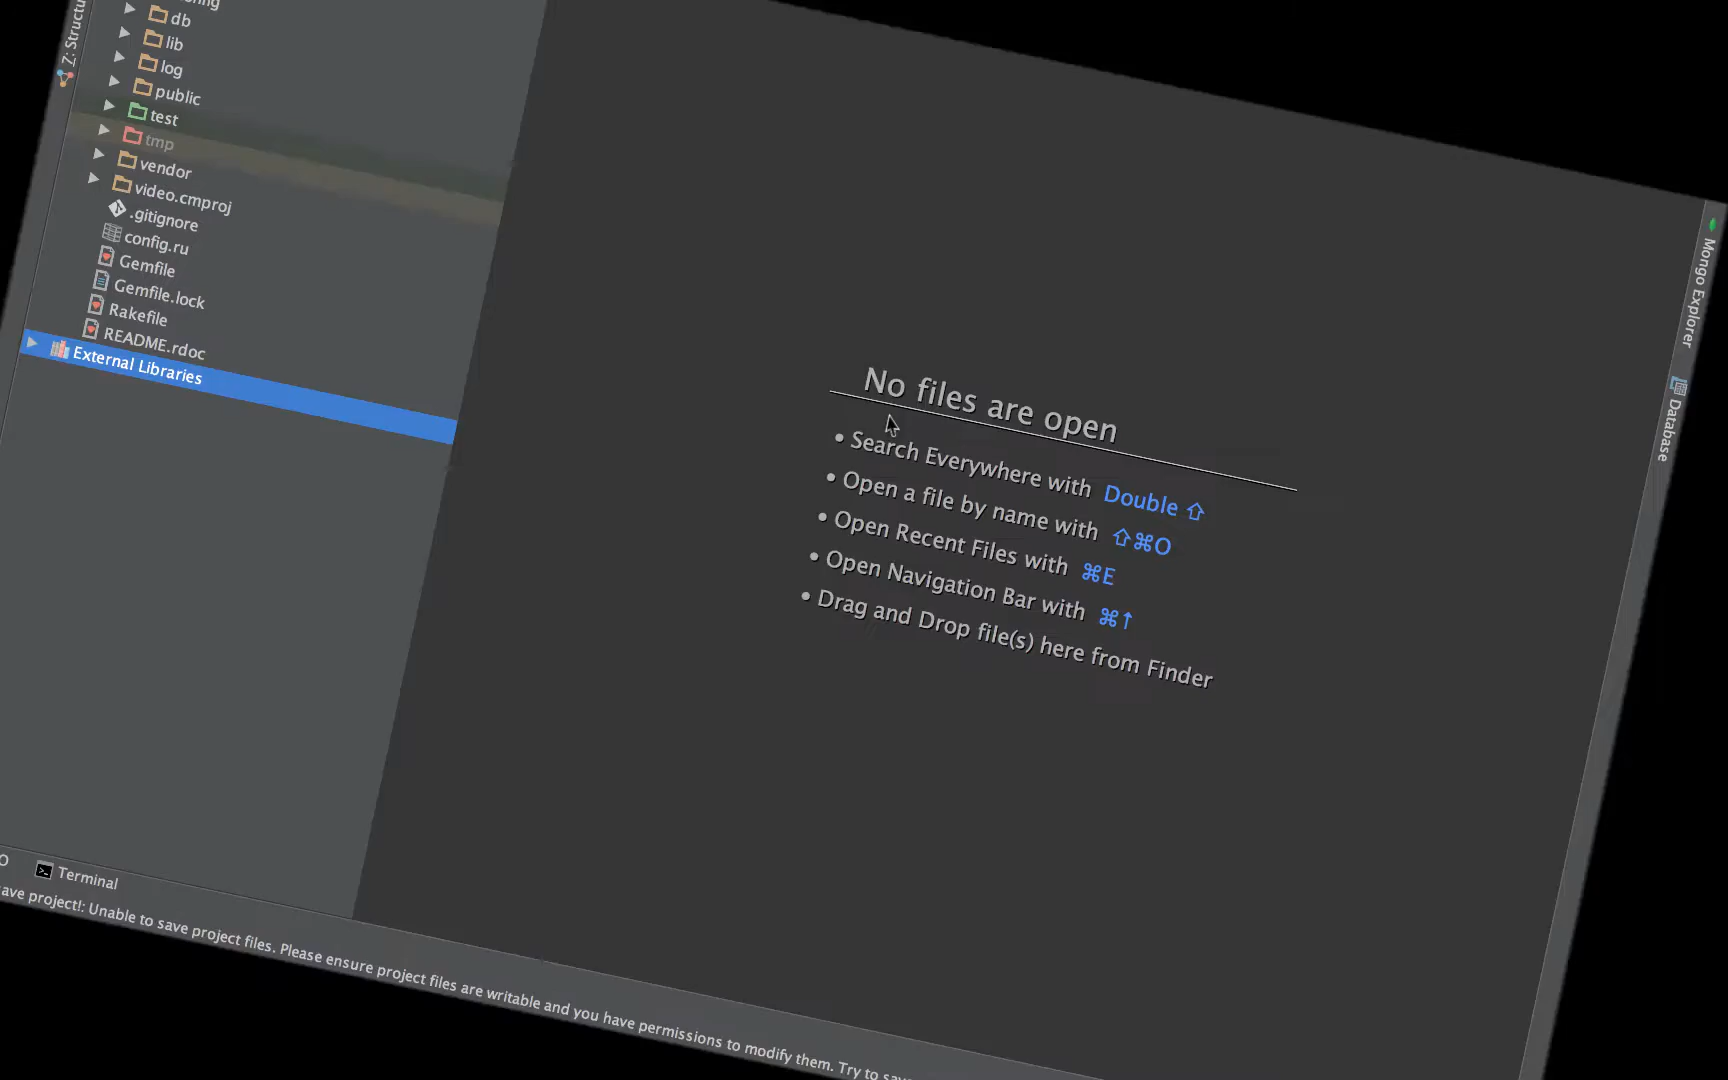 db
lib
log
public
test
tmp
vendor
video.cmproj
.gitignore
config.ru
Gemfile
Gemfile.lock
Rakefile
README.rdoc
External Libraries
Z: Structu
No files are open
• Search Everywhere with Double ⇧
• Open a file by name with ⇧⌘O
• Open Recent Files with ⌘E
• Open Navigation Bar with ⌘↑
• Drag and Drop file(s) here from Finder
Mongo Explorer
Database
Terminal
ave project!: Unable to save project files. Please ensure project files are writable and you have permissions to modify them. Try to sav